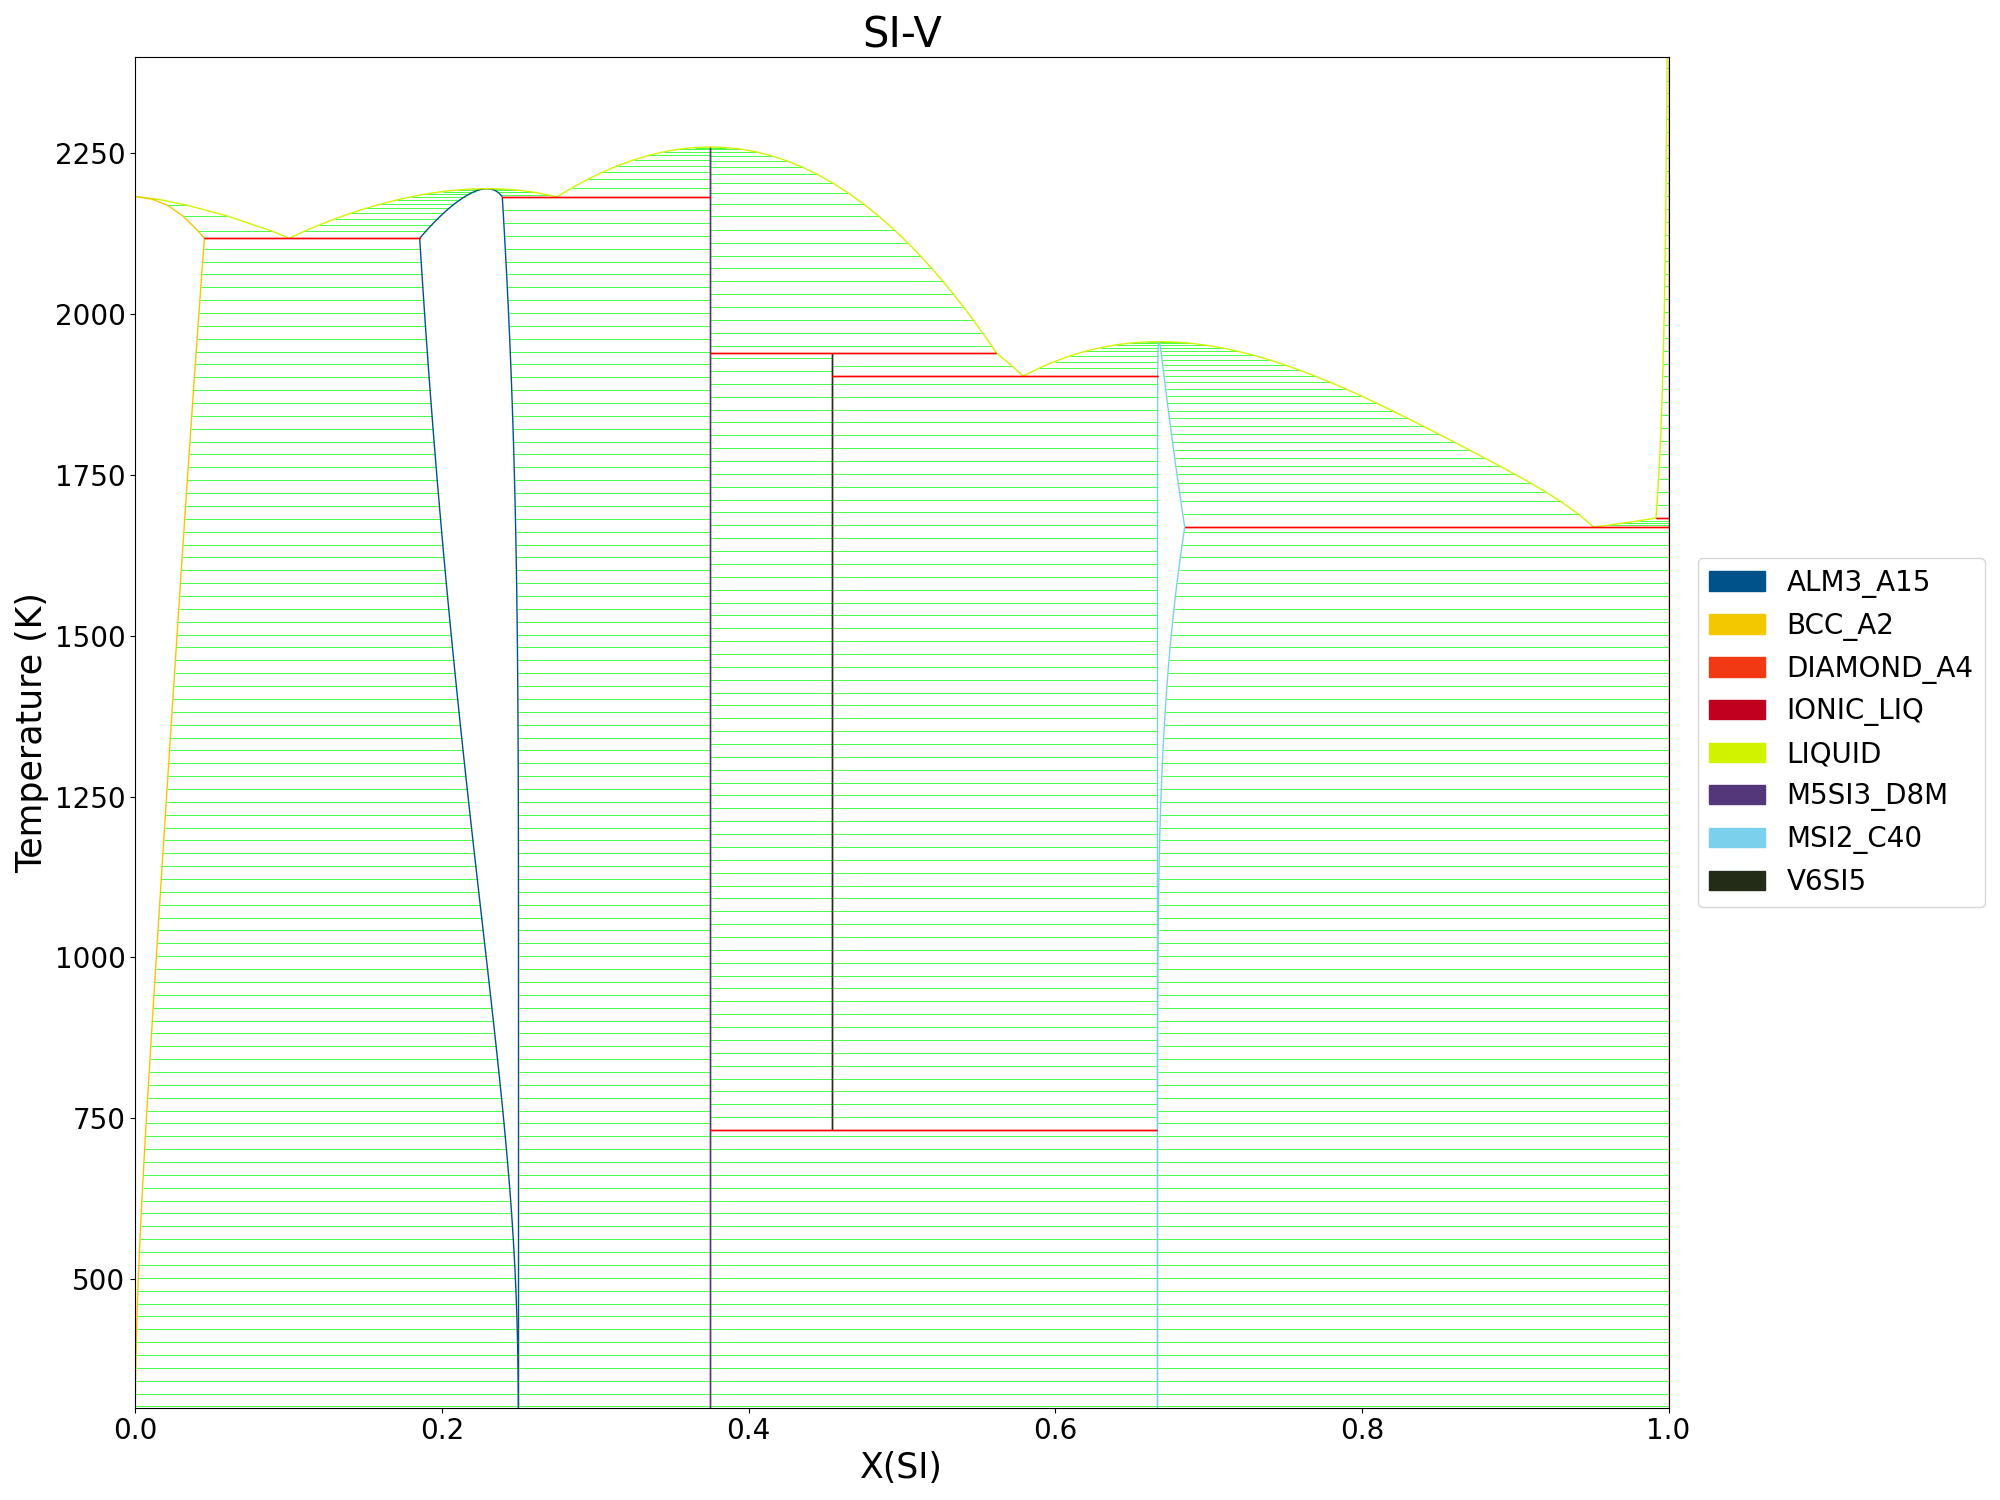 SI-V
Temperature (K)
2250
2000
1750
1500
1250
1000
750
500
0.0
0.2
0.4
0.6
0.8
1.0
X(SI)
ALM3_A15
BCC_A2
DIAMOND_A4
IONIC_LIQ
LIQUID
M5SI3_D8M
MSI2_C40
V6SI5